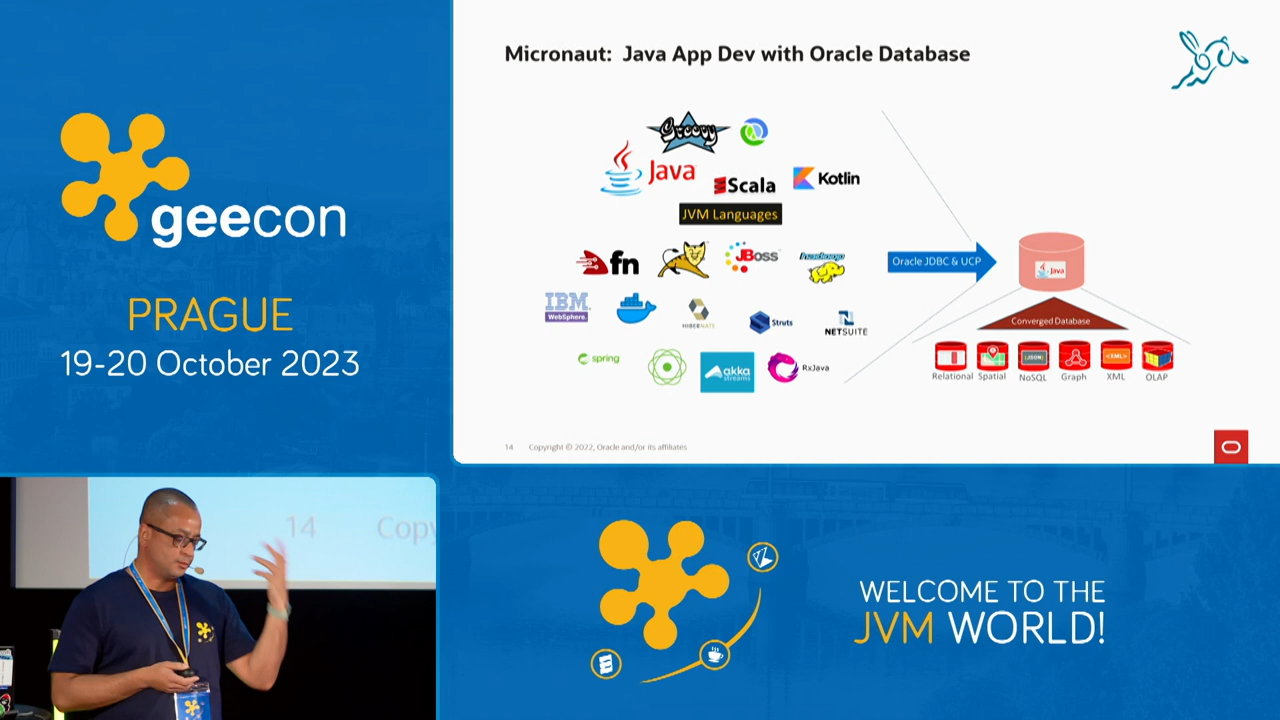 geecon
PRAGUE
19-20 October 2023
Micronaut: Java App Dev with Oracle Database
Groovy
Java
Scala
Kotlin
JVM Languages
fn
JBoss
hadoop
IBM.
WebSphere.
HIBERNATE
Struts
NETSUITE
spring
akka
streams
RxJava
Oracle JDBC & UCP
Java
Converged Database
{JSON}
<XML>
Relational
Spatial
NoSQL
Graph
XML
OLAP
14
Copyright © 2022, Oracle and/or its affiliates
14
Copy
WELCOME TO THE
JVM WORLD!